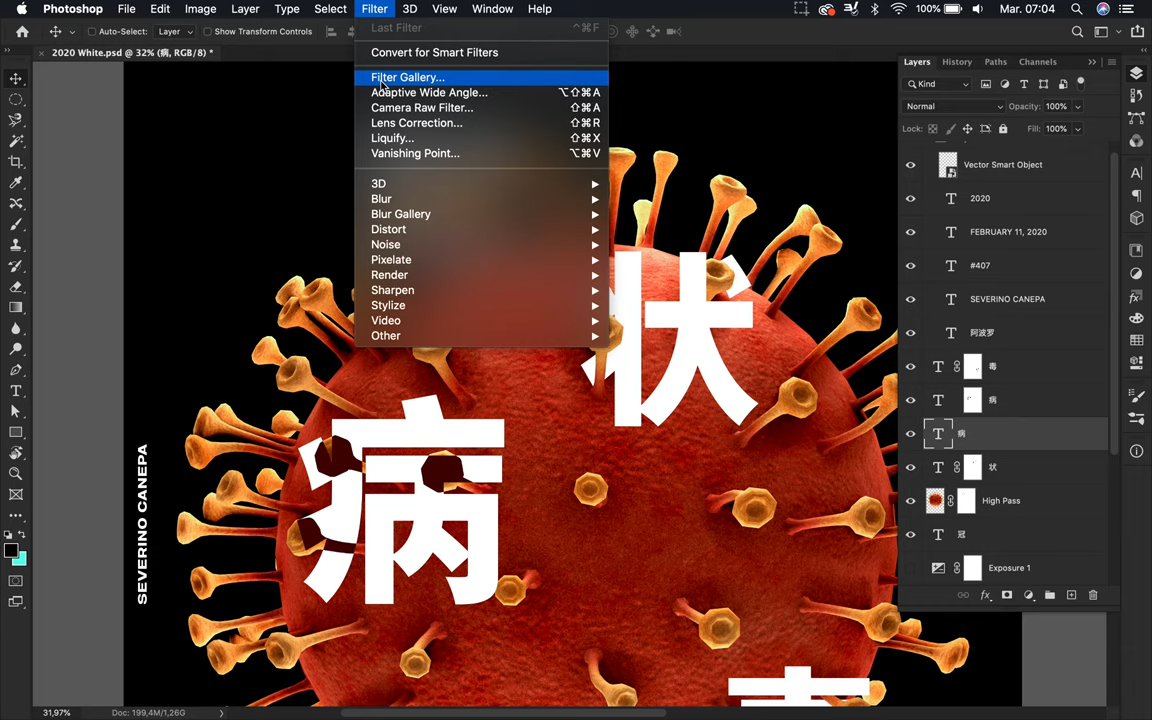 Photoshop File Edit Image Layer Type Select Filter 3D View Window Help 100% Mar. 07:04
Auto-Select: Layer Show Transform Controls
2020 White.psd @ 32% (病, RGB/8) *
Last Filter ^⌘F
Convert for Smart Filters
Filter Gallery...
Adaptive Wide Angle... ⌥⇧⌘A
Camera Raw Filter... ⇧⌘A
Lens Correction... ⇧⌘R
Liquify... ⇧⌘X
Vanishing Point... ⌥⌘V
3D
Blur
Blur Gallery
Distort
Noise
Pixelate
Render
Sharpen
Stylize
Video
Other
状
病
SEVERINO CANEPA
Layers History Paths Channels
Kind
Normal Opacity: 100%
Lock: Fill: 100%
Vector Smart Object
2020
FEBRUARY 11, 2020
#407
SEVERINO CANEPA
阿波罗
毒
病
病
状
High Pass
冠
Exposure 1
31,97% Doc: 199,4M/1,26G